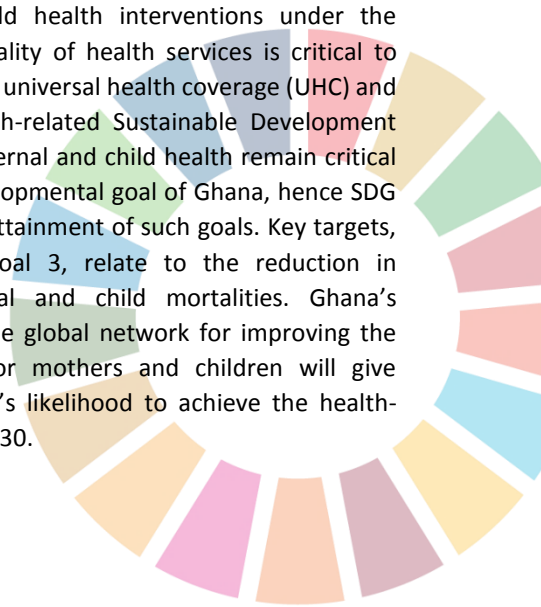 ld health interventions under the
ality of health services is critical to
universal health coverage (UHC) and
h-related Sustainable Development
ernal and child health remain critical
lopmental goal of Ghana, hence SDG
ttainment of such goals. Key targets,
oal 3, relate to the reduction in
al and child mortalities. Ghana's
e global network for improving the
or mothers and children will give
's likelihood to achieve the health-
30.